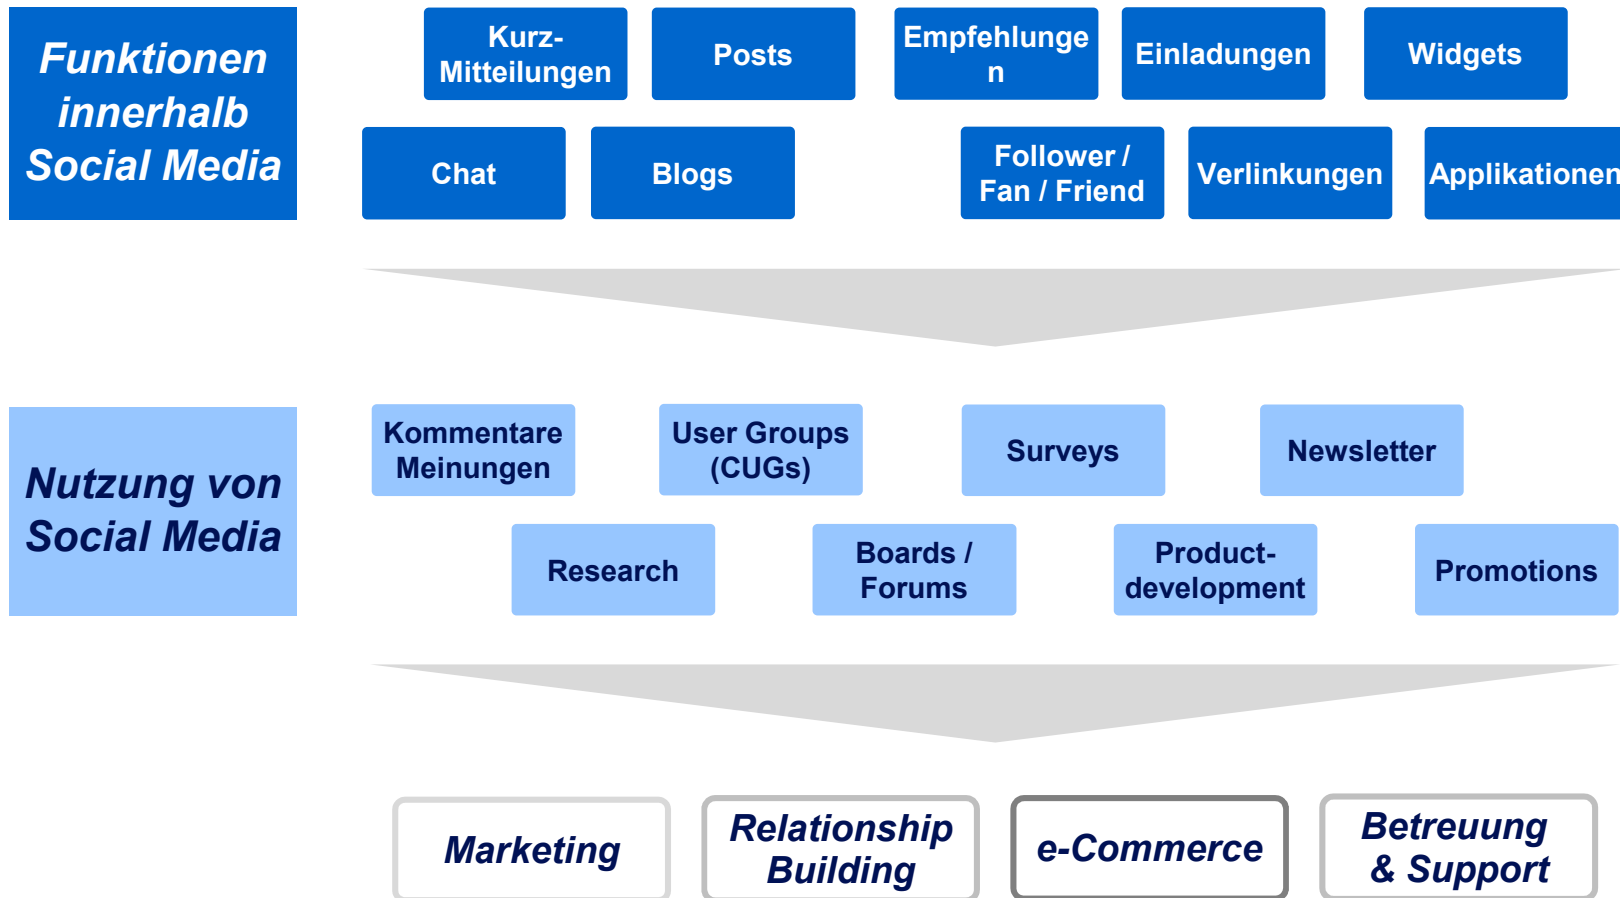 Funktionen
innerhalb
Social Media
Kurz-
Mitteilungen
Posts
Empfehlunge
n
Einladungen
Widgets
Chat
Blogs
Follower /
Fan / Friend
Verlinkungen
Applikationen
Nutzung von
Social Media
Kommentare
Meinungen
User Groups
(CUGs)
Surveys
Newsletter
Research
Boards /
Forums
Product-
development
Promotions
Marketing
Relationship
Building
e-Commerce
Betreuung
& Support